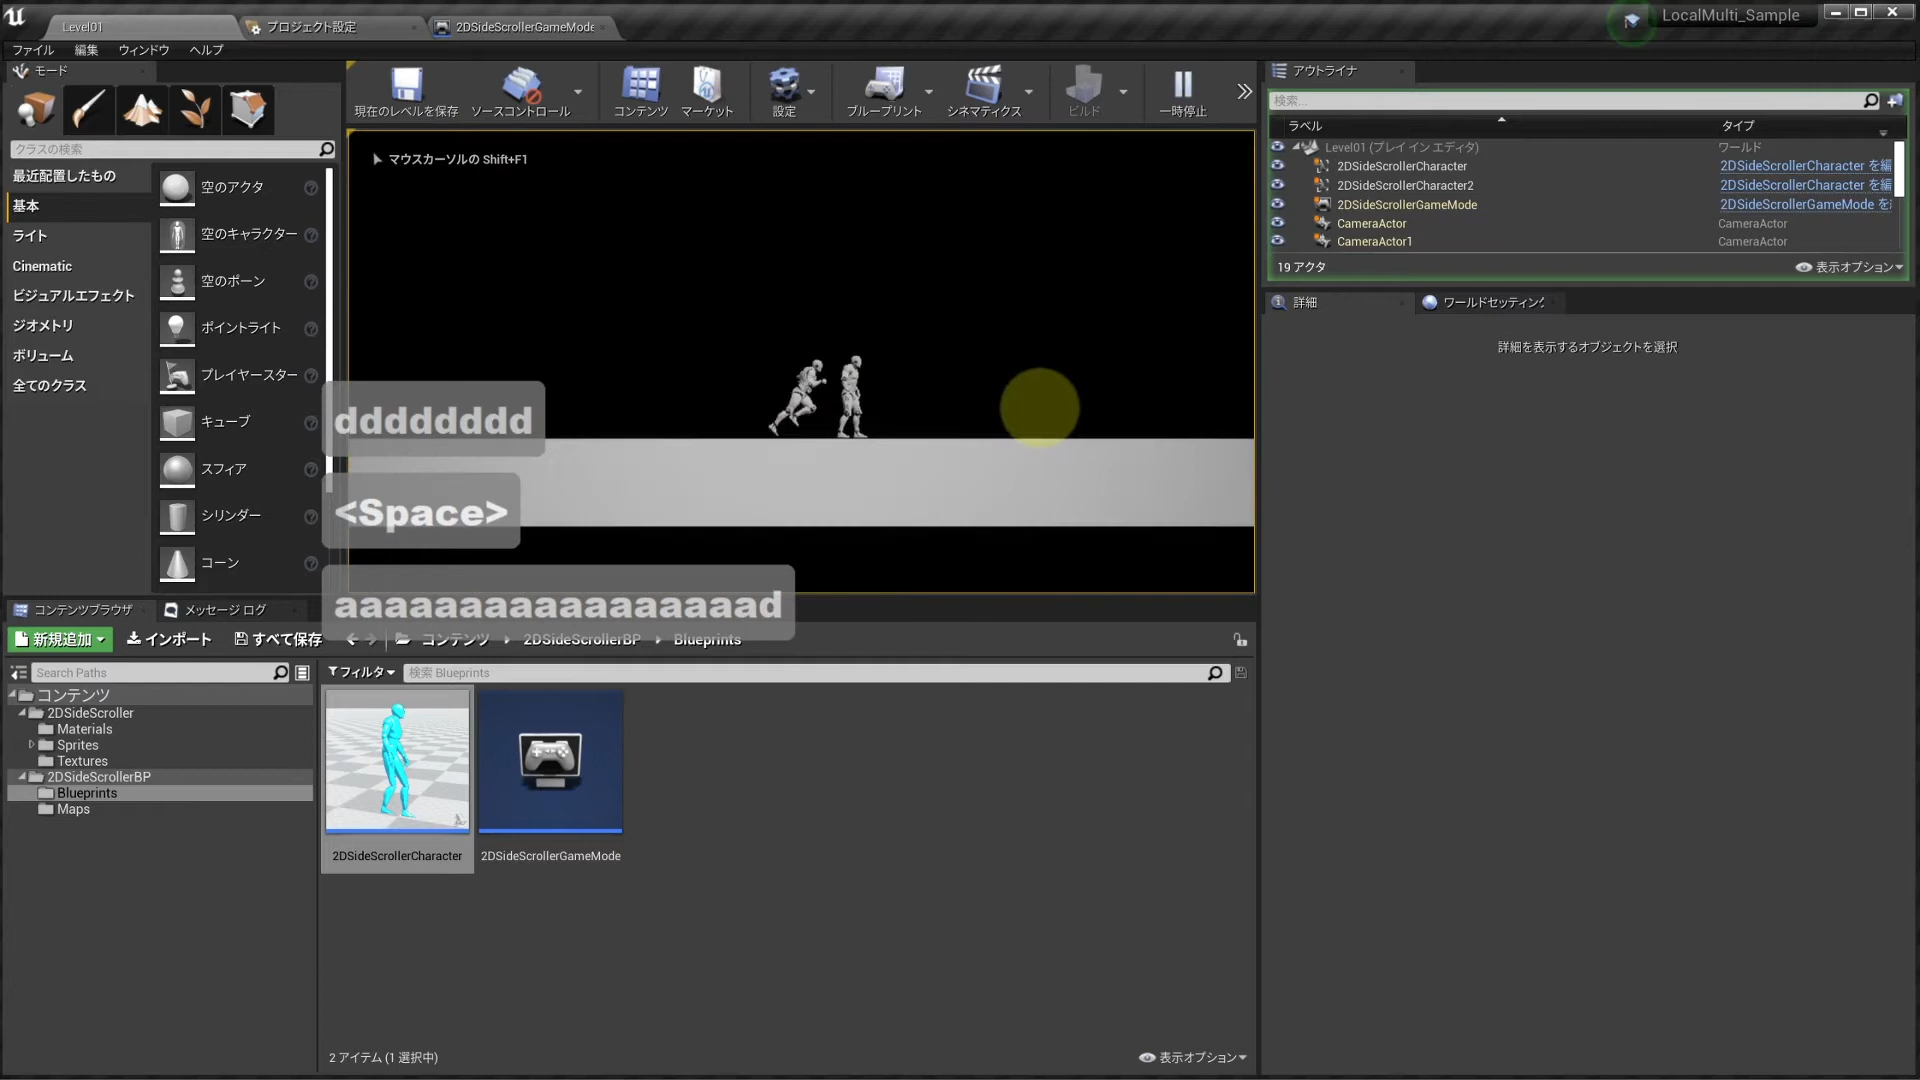 Level01
プロジェクト設定
2DSideScrollerGameMode
LocalMulti_Sample
ファイル
編集
ウィンドウ
ヘルプ
モード
クラスの検索
最近配置したもの
基本
ライト
Cinematic
ビジュアルエフェクト
ジオメトリ
ボリューム
全てのクラス
空のアクタ
空のキャラクター
空のポーン
ポイントライト
プレイヤースター
キューブ
スフィア
シリンダー
コーン
現在のレベルを保存
ソースコントロール
コンテンツ
マーケット
設定
ブループリント
シネマティクス
ビルド
一時停止
マウスカーソルの Shift+F1
dddddddd
<Space>
aaaaaaaaaaaaaaaaad
アウトライナ
検索...
ラベル
タイプ
Level01 (プレイ イン エディタ)
ワールド
2DSideScrollerCharacter
2DSideScrollerCharacter を編
2DSideScrollerCharacter2
2DSideScrollerCharacter を編
2DSideScrollerGameMode
2DSideScrollerGameMode を
CameraActor
CameraActor
CameraActor1
CameraActor
19 アクタ
表示オプション
詳細
ワールドセッティング
詳細を表示するオブジェクトを選択
コンテンツブラウザ
メッセージ ログ
新規追加
インポート
すべて保存
コンテンツ
2DSideScrollerBP
Blueprints
Search Paths
フィルタ
検索 Blueprints
コンテンツ
2DSideScroller
Materials
Sprites
Textures
2DSideScrollerBP
Blueprints
Maps
2DSideScrollerCharacter
2DSideScrollerGameMode
2 アイテム (1 選択中)
表示オプション